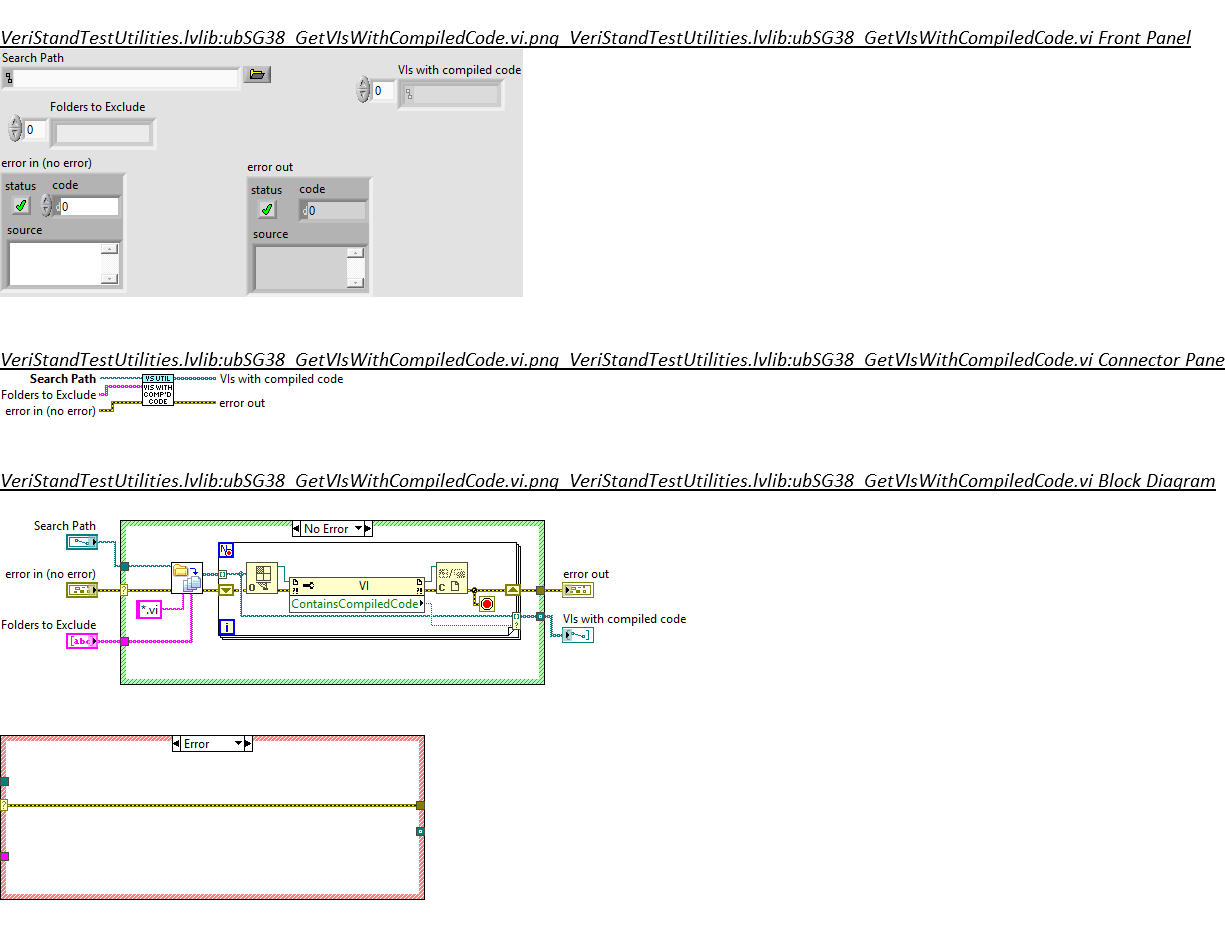 VeriStandTestUtilities.lvlib:ubSG38_GetVIsWithCompiledCode.vi.png_VeriStandTestUtilities.lvlib:ubSG38_GetVIsWithCompiledCode.vi Front Panel
Search Path
VIs with compiled code
0
Folders to Exclude
0
error in (no error)
error out
status code
status code
d0
d0
source
source
VeriStandTestUtilities.lvlib:ubSG38_GetVIsWithCompiledCode.vi.png_VeriStandTestUtilities.lvlib:ubSG38_GetVIsWithCompiledCode.vi Connector Pane
Search Path
VS UTIL
VIs with compiled code
Folders to Exclude
VIS WITH
COMP'D
CODE
error in (no error)
error out
VeriStandTestUtilities.lvlib:ubSG38_GetVIsWithCompiledCode.vi.png_VeriStandTestUtilities.lvlib:ubSG38_GetVIsWithCompiledCode.vi Block Diagram
Search Path
No Error
N
error in (no error)
?
*.vi
O
VI
ContainsCompiledCode
C
error out
Folders to Exclude
abc
i
?
VIs with compiled code
Error
?